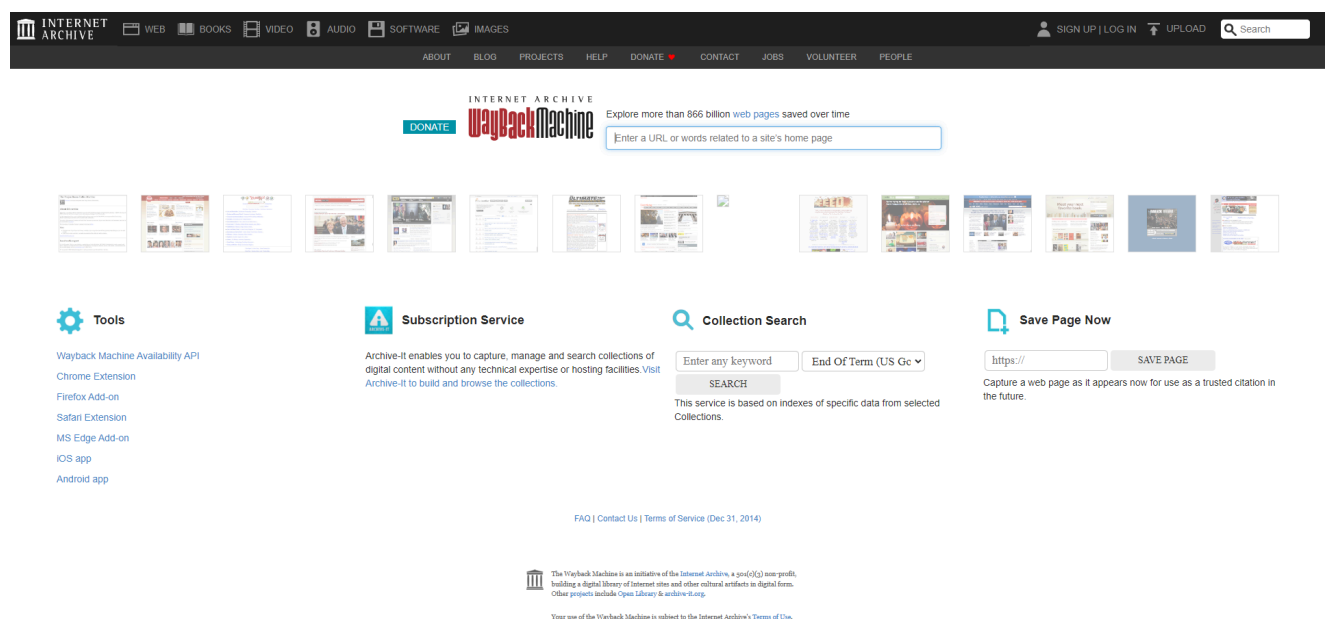 INTERNET
ARCHIVE
WEB BOOKS VIDEO AUDIO SOFTWARE IMAGES SIGN UP | LOG IN UPLOAD Search
ABOUT BLOG PROJECTS HELP DONATE CONTACT JOBS VOLUNTEER PEOPLE
DONATE
INTERNET ARCHIVE
WayBackMachine
Explore more than 866 billion web pages saved over time
Enter a URL or words related to a site's home page
Tools
Wayback Machine Availability API
Chrome Extension
Firefox Add-on
Safari Extension
MS Edge Add-on
iOS app
Android app
Subscription Service
Archive-It enables you to capture, manage and search collections of
digital content without any technical expertise or hosting facilities.Visit
Archive-It to build and browse the collections.
Collection Search
Enter any keyword End Of Term (US Gc
SEARCH
This service is based on indexes of specific data from selected
Collections.
Save Page Now
https:// SAVE PAGE
Capture a web page as it appears now for use as a trusted citation in
the future.
FAQ | Contact Us | Terms of Service (Dec 31, 2014)
The Wayback Machine is an initiative of the Internet Archive, a 501(c)(3) non-profit,
building a digital library of Internet sites and other cultural artifacts in digital form.
Other projects include Open Library & archive-it.org.
Your use of the Wayback Machine is subject to the Internet Archive's Terms of Use.